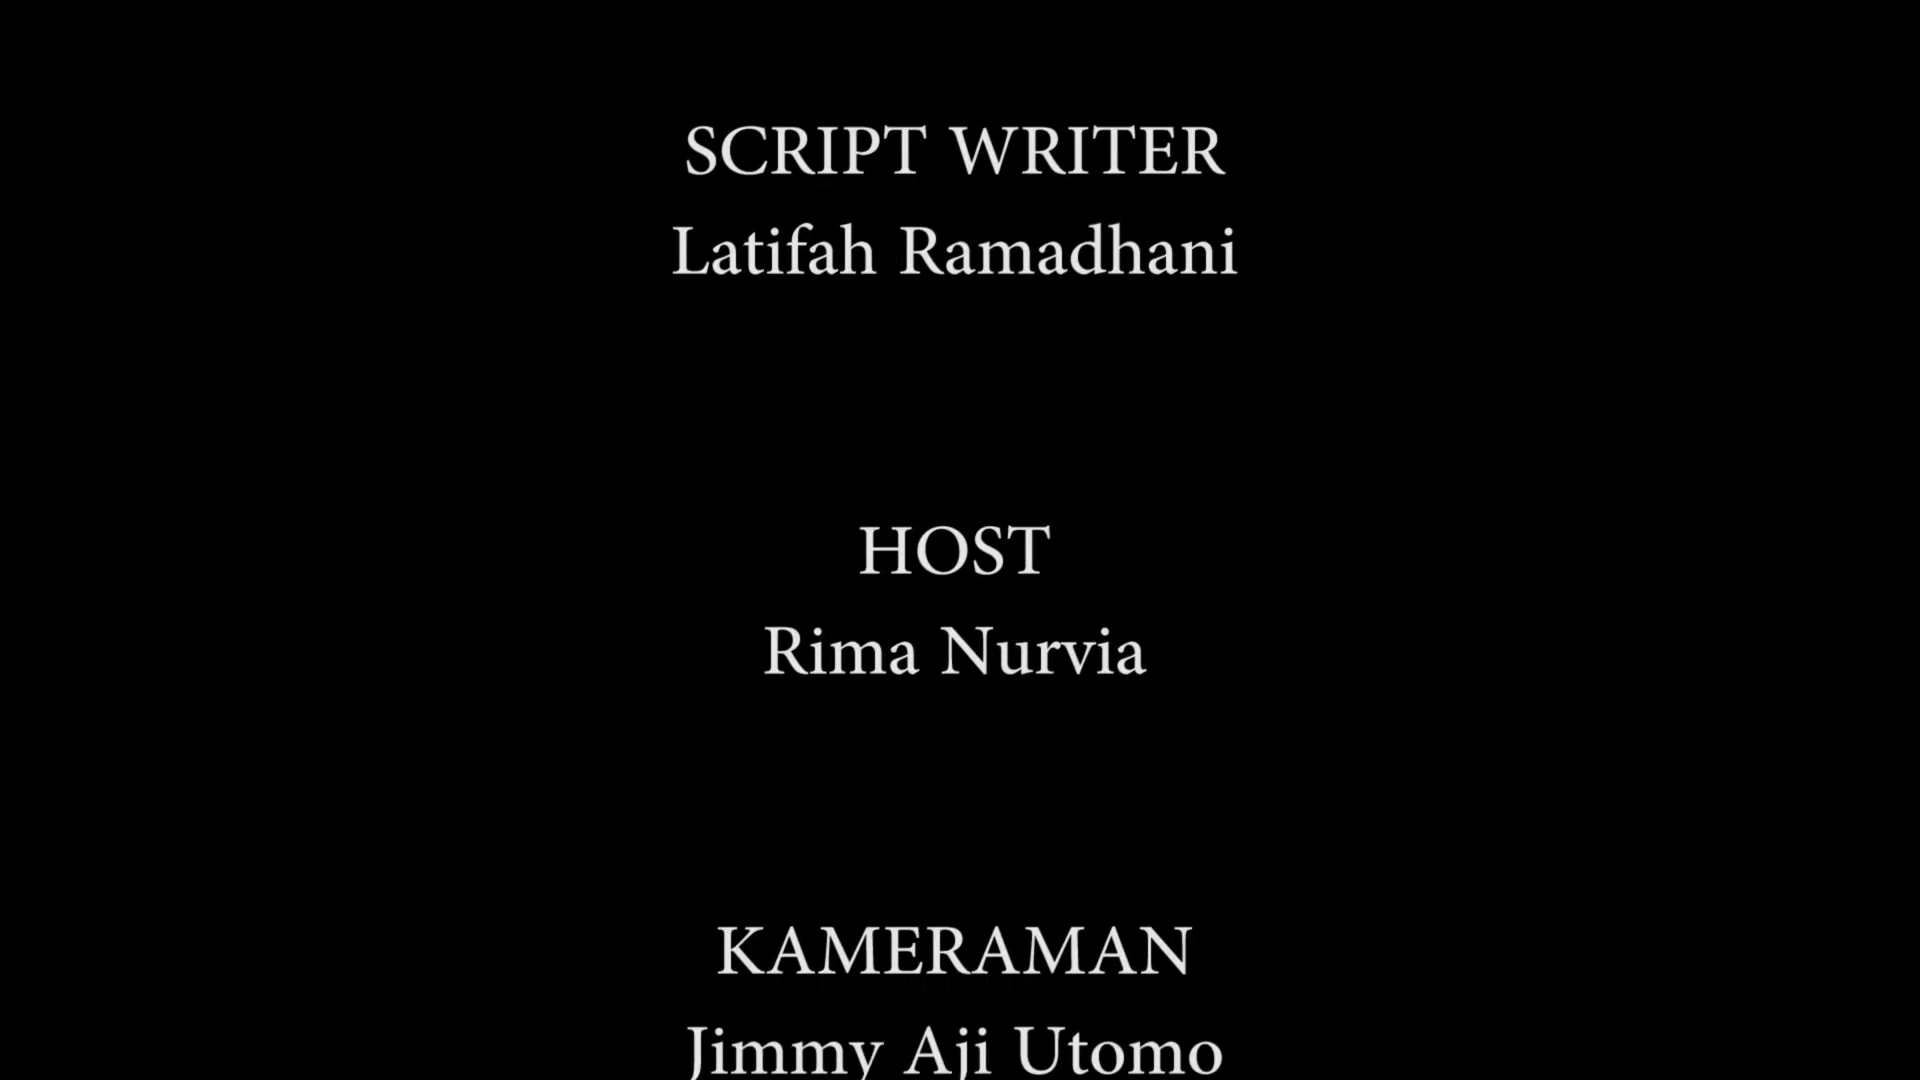 SCRIPT WRITER
Latifah Ramadhani
HOST
Rima Nurvia
KAMERAMAN
Jimmy Aji Utomo